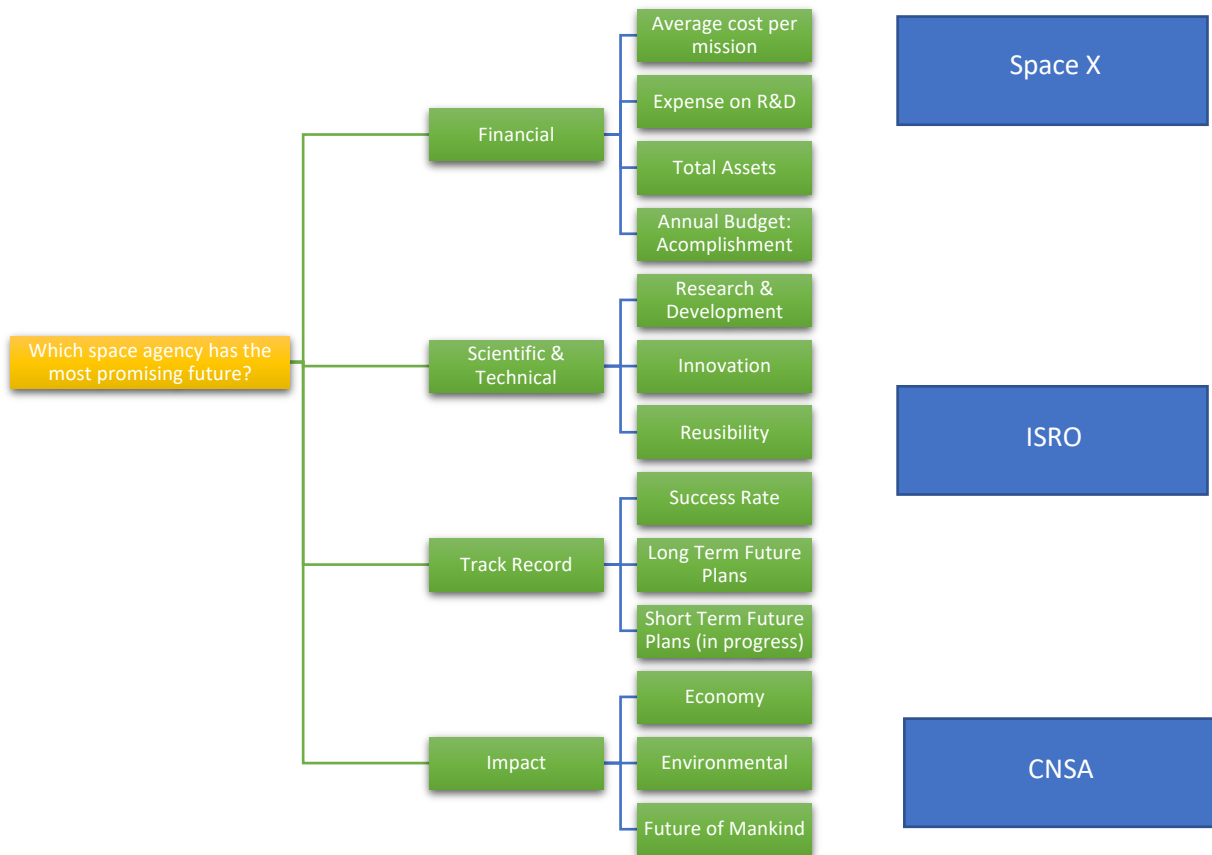 Which space agency has the
most promising future?
Financial
Average cost per
mission
Expense on R&D
Total Assets
Annual Budget:
Acomplishment
Scientific &
Technical
Research &
Development
Innovation
Reusibility
Track Record
Success Rate
Long Term Future
Plans
Short Term Future
Plans (in progress)
Impact
Economy
Environmental
Future of Mankind
Space X
ISRO
CNSA